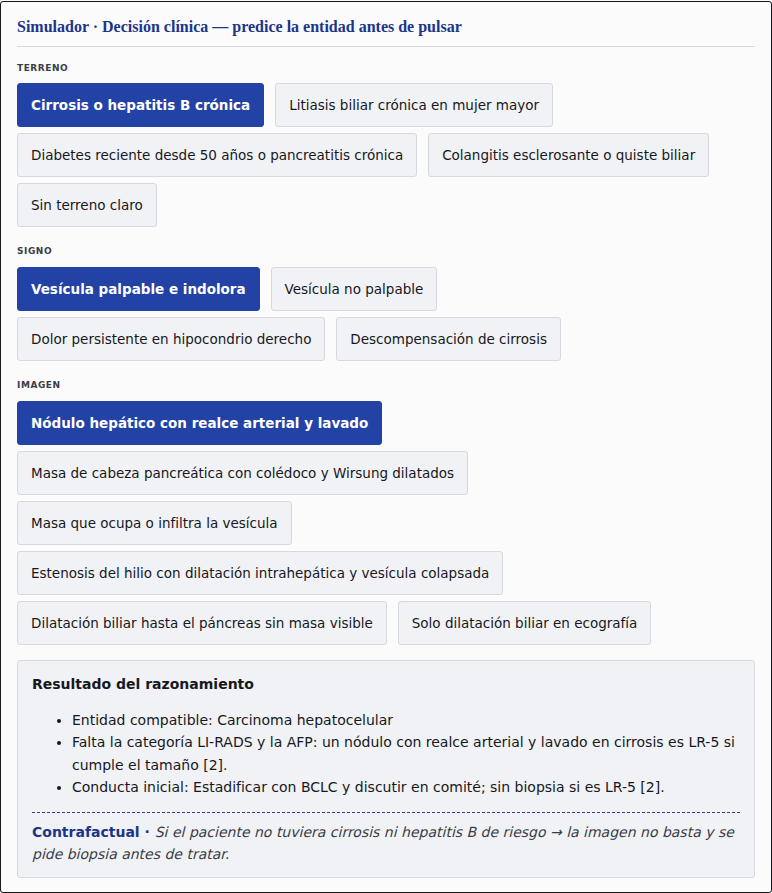 Simulador · Decisión clínica — predice la entidad antes de pulsar
TERRENO
Cirrosis o hepatitis B crónica
Litiasis biliar crónica en mujer mayor
Diabetes reciente desde 50 años o pancreatitis crónica
Colangitis esclerosante o quiste biliar
Sin terreno claro
SIGNO
Vesícula palpable e indolora
Vesícula no palpable
Dolor persistente en hipocondrio derecho
Descompensación de cirrosis
IMAGEN
Nódulo hepático con realce arterial y lavado
Masa de cabeza pancreática con colédoco y Wirsung dilatados
Masa que ocupa o infiltra la vesícula
Estenosis del hilio con dilatación intrahepática y vesícula colapsada
Dilatación biliar hasta el páncreas sin masa visible
Solo dilatación biliar en ecografía
Resultado del razonamiento
• Entidad compatible: Carcinoma hepatocelular
• Falta la categoría LI-RADS y la AFP: un nódulo con realce arterial y lavado en cirrosis es LR-5 si
cumple el tamaño [2].
• Conducta inicial: Estadificar con BCLC y discutir en comité; sin biopsia si es LR-5 [2].
Contrafactual · Si el paciente no tuviera cirrosis ni hepatitis B de riesgo → la imagen no basta y se
pide biopsia antes de tratar.